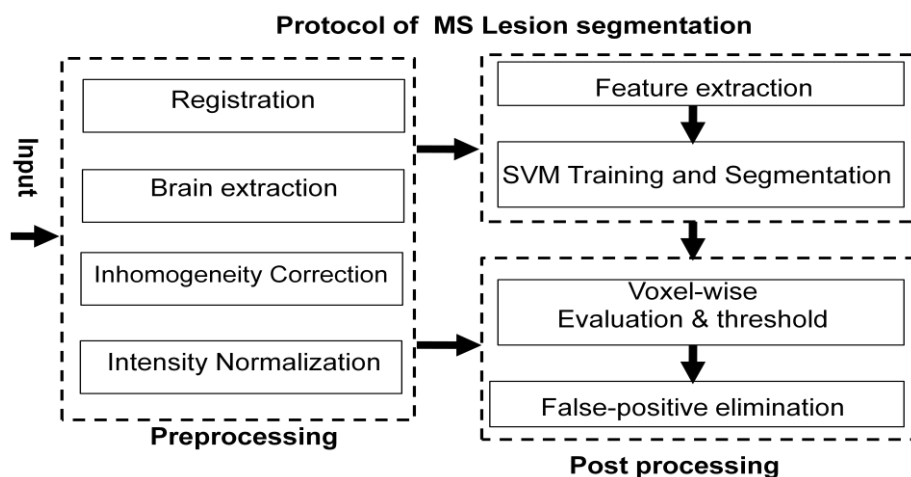 Protocol of MS Lesion segmentation
Input
Registration
Brain extraction
Inhomogeneity Correction
Intensity Normalization
Preprocessing
Feature extraction
SVM Training and Segmentation
Voxel-wise
Evaluation & threshold
False-positive elimination
Post processing